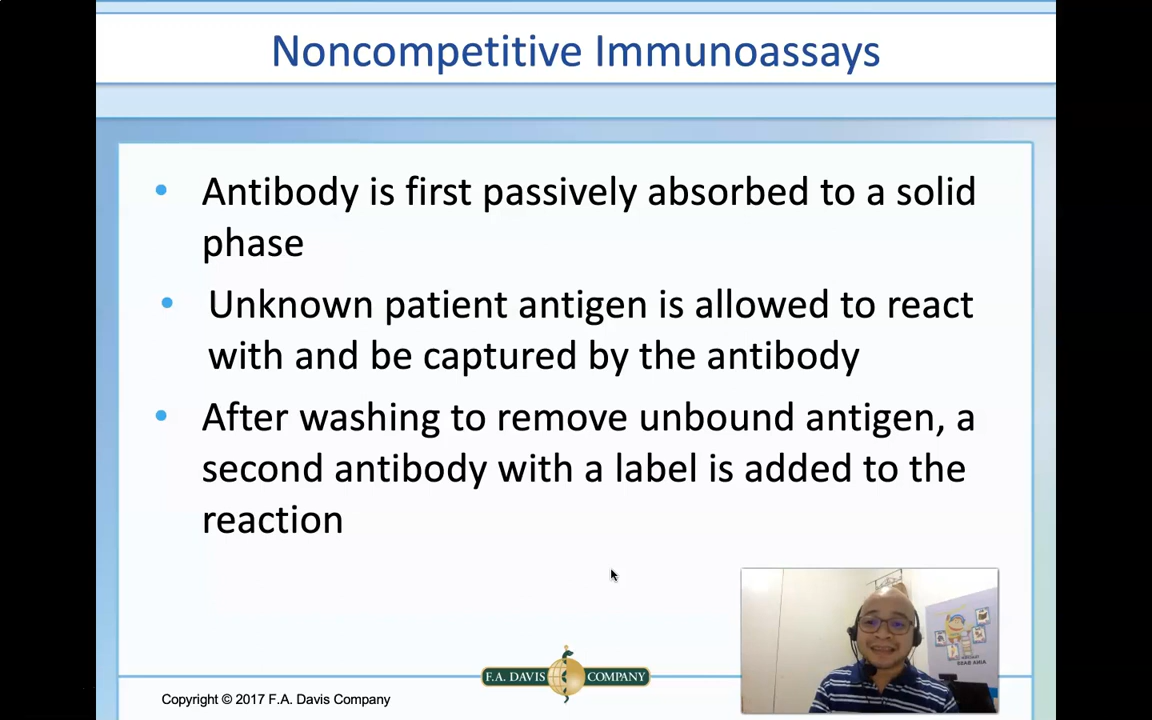 Noncompetitive Immunoassays
• Antibody is first passively absorbed to a solid
phase
• Unknown patient antigen is allowed to react
with and be captured by the antibody
• After washing to remove unbound antigen, a
second antibody with a label is added to the
reaction
F.A. DAVIS COMPANY
Copyright © 2017 F.A. Davis Company